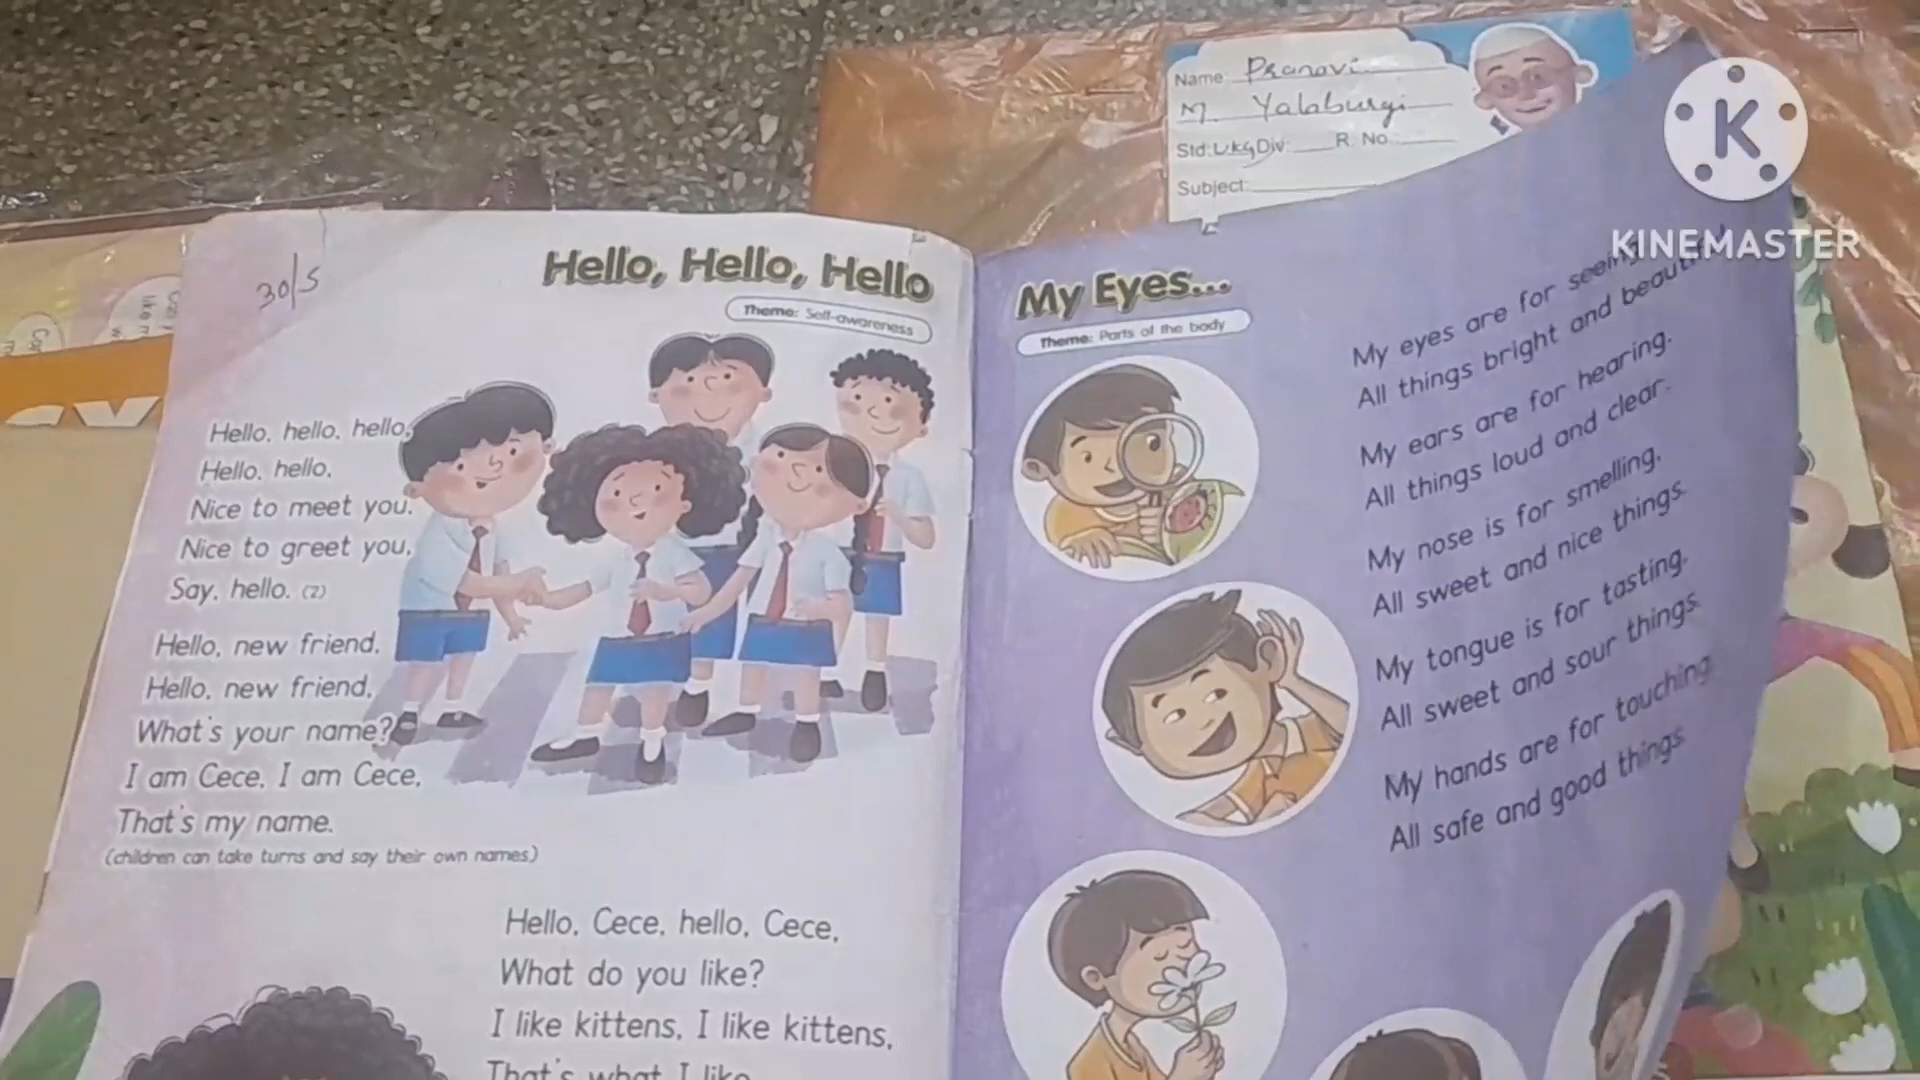 Name: Pranavi
M. Yalaburgi
Std: UKG Div: R. No.
Subject:
K
KINEMASTER
30/5
Hello, Hello, Hello
Theme: Self-awareness
Hello, hello, hello,
Hello, hello,
Nice to meet you.
Nice to greet you,
Say, hello. (2)
Hello, new friend,
Hello, new friend,
What's your name?
I am Cece, I am Cece,
That's my name.
(children can take turns and say their own names)
Hello, Cece, hello, Cece,
What do you like?
I like kittens, I like kittens,
That's what I like
My Eyes...
Theme: Parts of the body
My eyes are for seeing
All things bright and beautiful
My ears are for hearing.
All things loud and clear.
My nose is for smelling,
All sweet and nice things.
My tongue is for tasting.
All sweet and sour things.
My hands are for touching
All safe and good things.